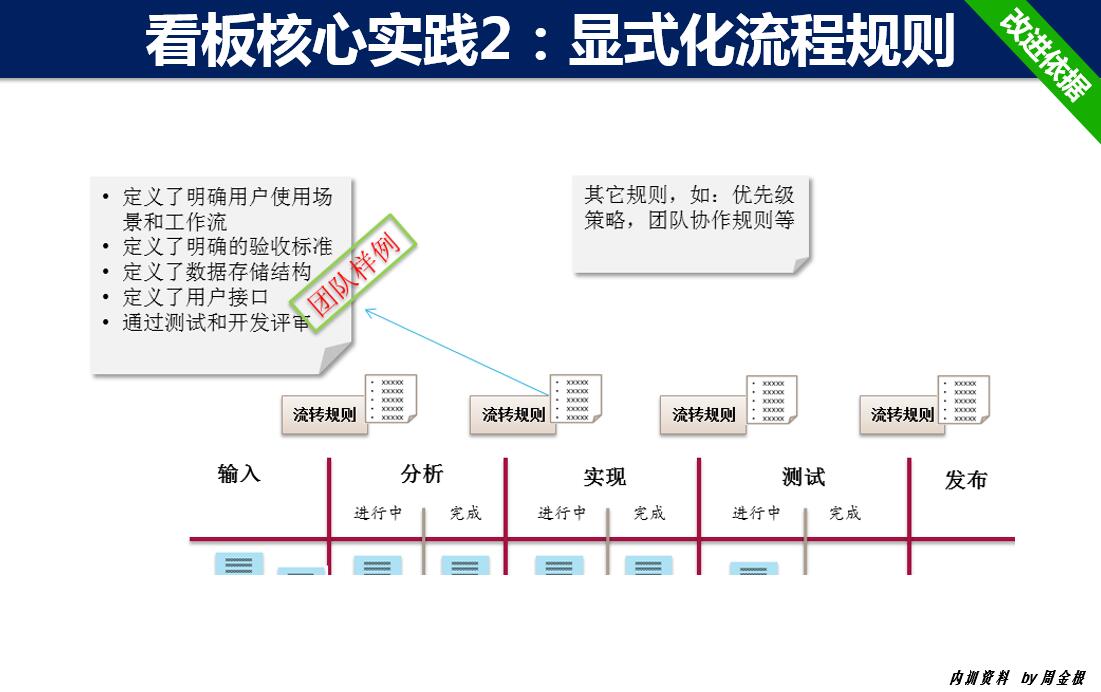 看板核心实践2：显式化流程规则
改进依据
• 定义了明确用户使用场
景和工作流
• 定义了明确的验收标准
• 定义了数据存储结构
• 定义了用户接口
• 通过测试和开发评审
团队样例
其它规则，如：优先级
策略，团队协作规则等
流转规则
• xxxxx
• xxxxx
• xxxxx
• xxxxx
• xxxxx
流转规则
• xxxxx
• xxxxx
• xxxxx
• xxxxx
• xxxxx
流转规则
• xxxxx
• xxxxx
• xxxxx
• xxxxx
• xxxxx
流转规则
• xxxxx
• xxxxx
• xxxxx
• xxxxx
• xxxxx
输入
分析
实现
测试
发布
进行中
完成
进行中
完成
进行中
完成
内训资料 by周金根